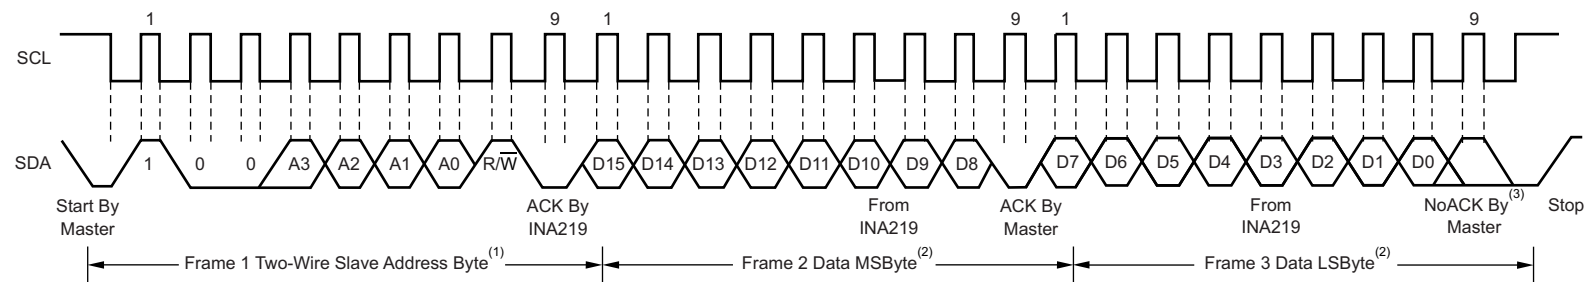 1 9 1 9 1 9
SCL
SDA 1 0 0 A3 A2 A1 A0 R/W̅ D15 D14 D13 D12 D11 D10 D9 D8 D7 D6 D5 D4 D3 D2 D1 D0
Start By
Master
ACK By
INA219
From
INA219
ACK By
Master
From
INA219
NoACK By(3)
Master
Stop
Frame 1 Two-Wire Slave Address Byte(1)
Frame 2 Data MSByte(2)
Frame 3 Data LSByte(2)